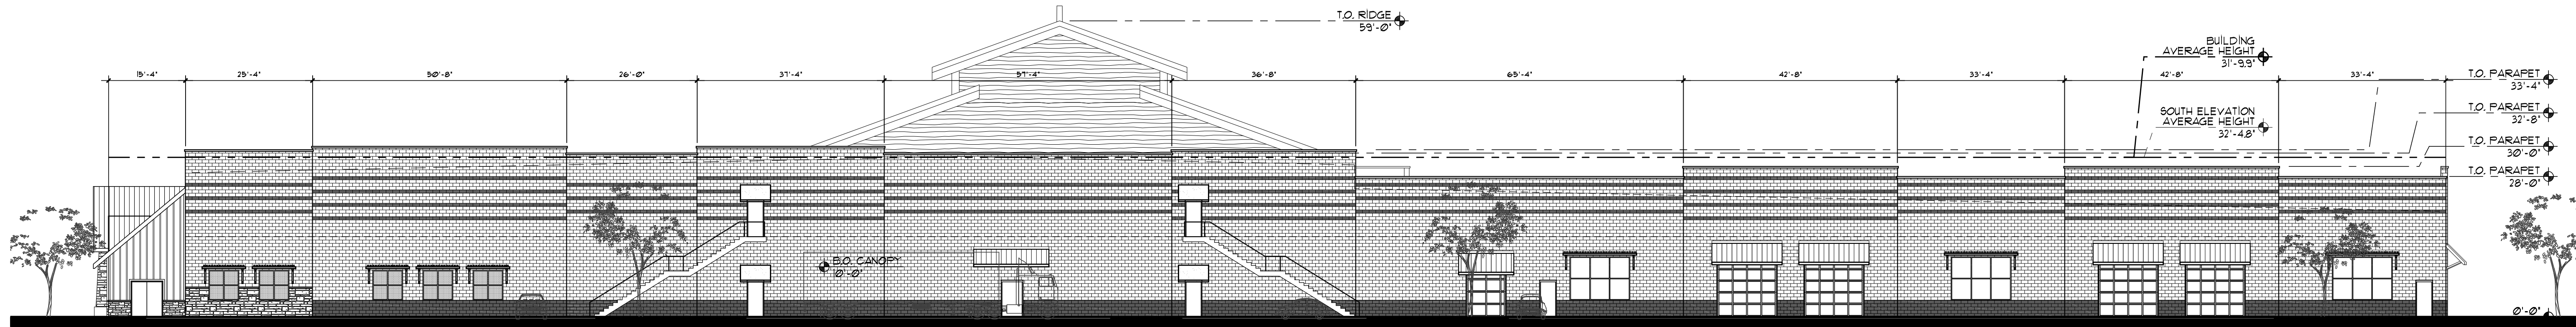 T.O. RIDGE
59'-0"
BUILDING
AVERAGE HEIGHT
31'-9.9"
15'-4"
25'-4"
50'-8"
26'-0"
37'-4"
57'-4"
36'-8"
65'-4"
42'-8"
33'-4"
42'-8"
33'-4"
T.O. PARAPET
33'-4"
SOUTH ELEVATION
AVERAGE HEIGHT
32'-4.8"
T.O. PARAPET
32'-8"
T.O. PARAPET
30'-0"
T.O. PARAPET
28'-0"
B.O. CANOPY
10'-0"
0'-0"